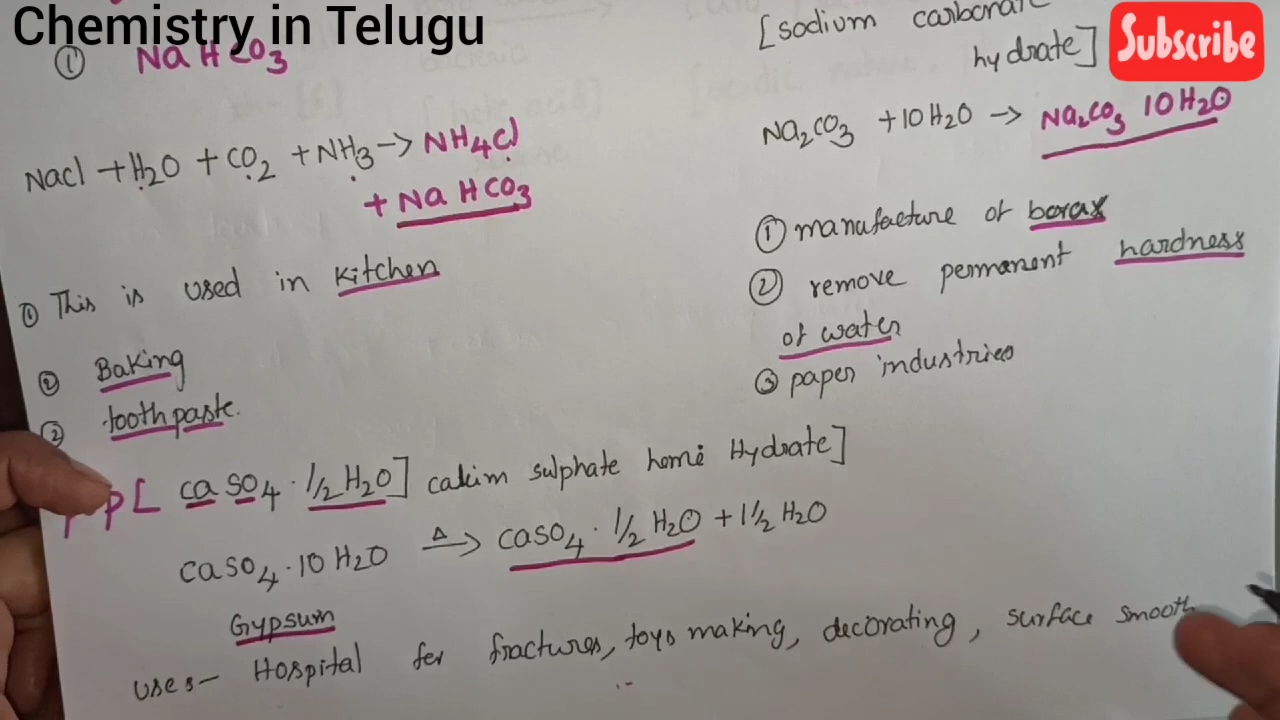 Chemistry in Telugu
Subscribe
① NaHCO3
NaCl + H2O + CO2 + NH3 → NH4Cl
+ NaHCO3
① This is used in kitchen
② Baking
③ tooth paste.
[sodium carbonate
hydrate]
Na2CO3 + 10H2O → Na2CO3 10H2O
① manufacture of borax
② remove permanent hardness
of water
③ paper industries
pop [CaSO4 · 1/2 H2O] calcim sulphate hemi Hydrate]
CaSO4 · 10 H2O →Δ CaSO4 · 1/2 H2O + 1 1/2 H2O
Gypsum
uses - Hospital for fractures, toys making, decorating, surface smooth